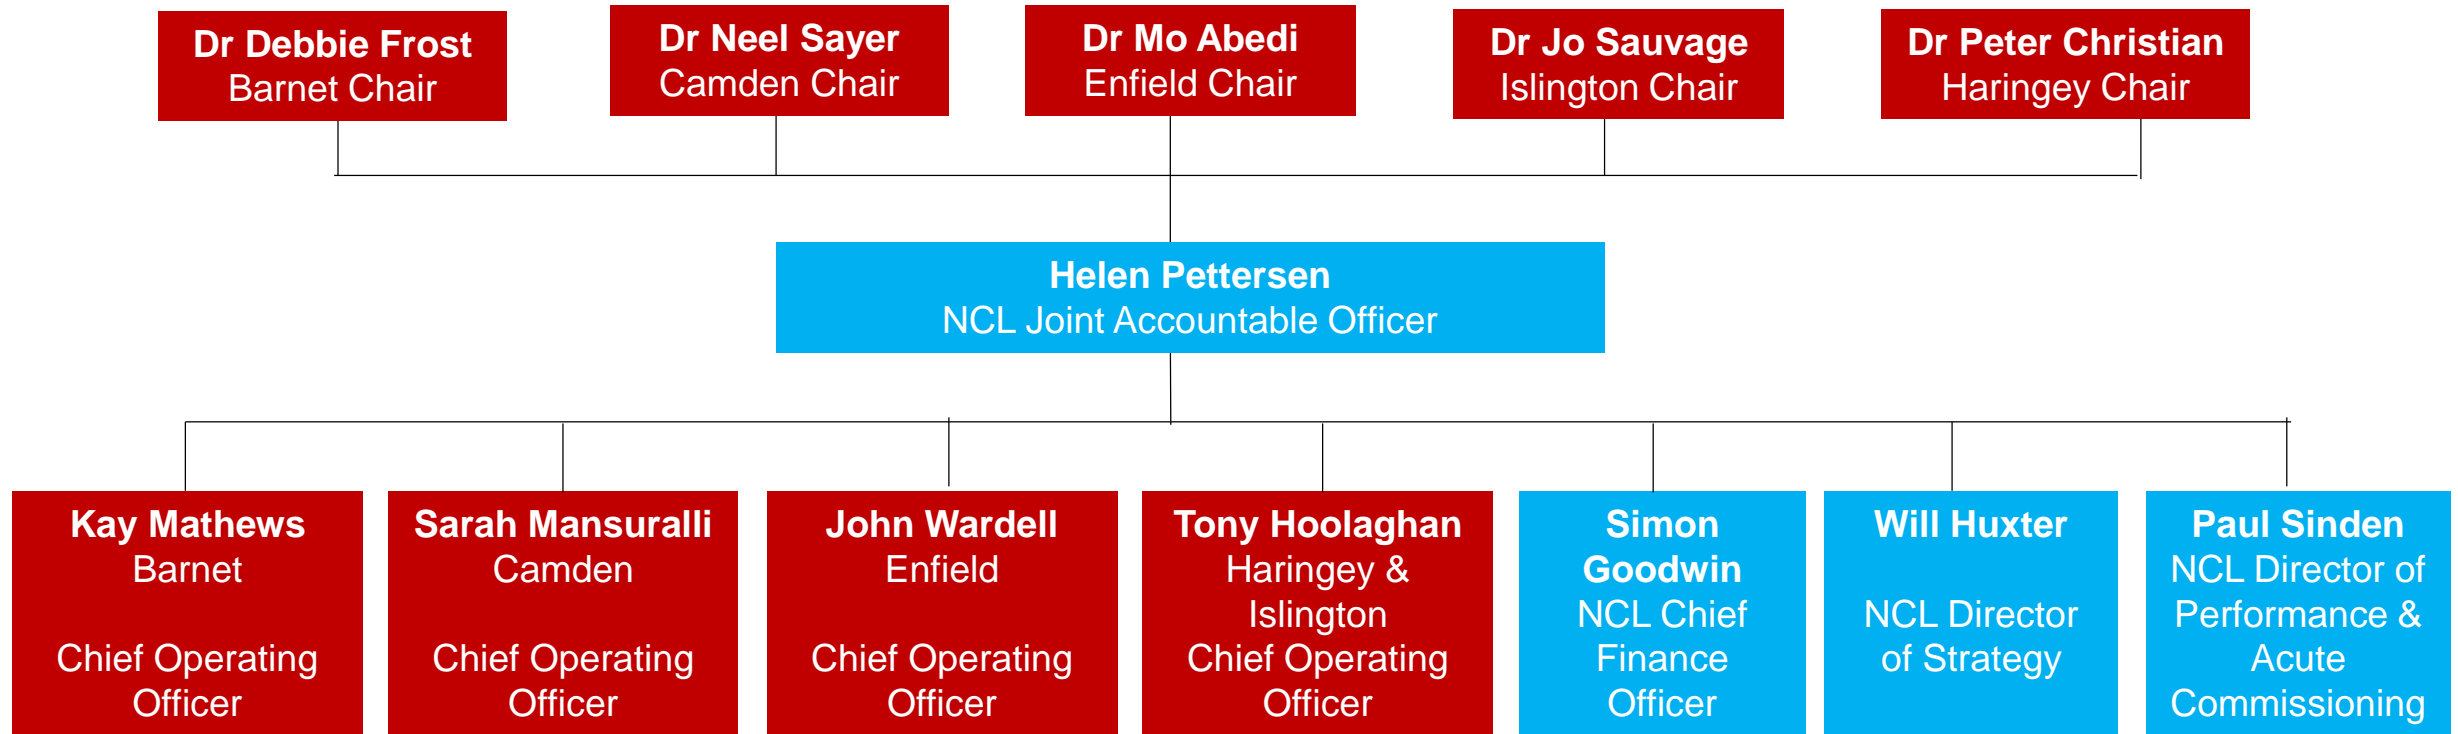 Dr Debbie Frost
Barnet Chair
Dr Neel Sayer
Camden Chair
Dr Mo Abedi
Enfield Chair
Dr Jo Sauvage
Islington Chair
Dr Peter Christian
Haringey Chair
Helen Pettersen
NCL Joint Accountable Officer
Kay Mathews
Barnet
Chief Operating
Officer
Sarah Mansuralli
Camden
Chief Operating
Officer
John Wardell
Enfield
Chief Operating
Officer
Tony Hoolaghan
Haringey &
Islington
Chief Operating
Officer
Simon
Goodwin
NCL Chief
Finance
Officer
Will Huxter
NCL Director
of Strategy
Paul Sinden
NCL Director of
Performance &
Acute
Commissioning